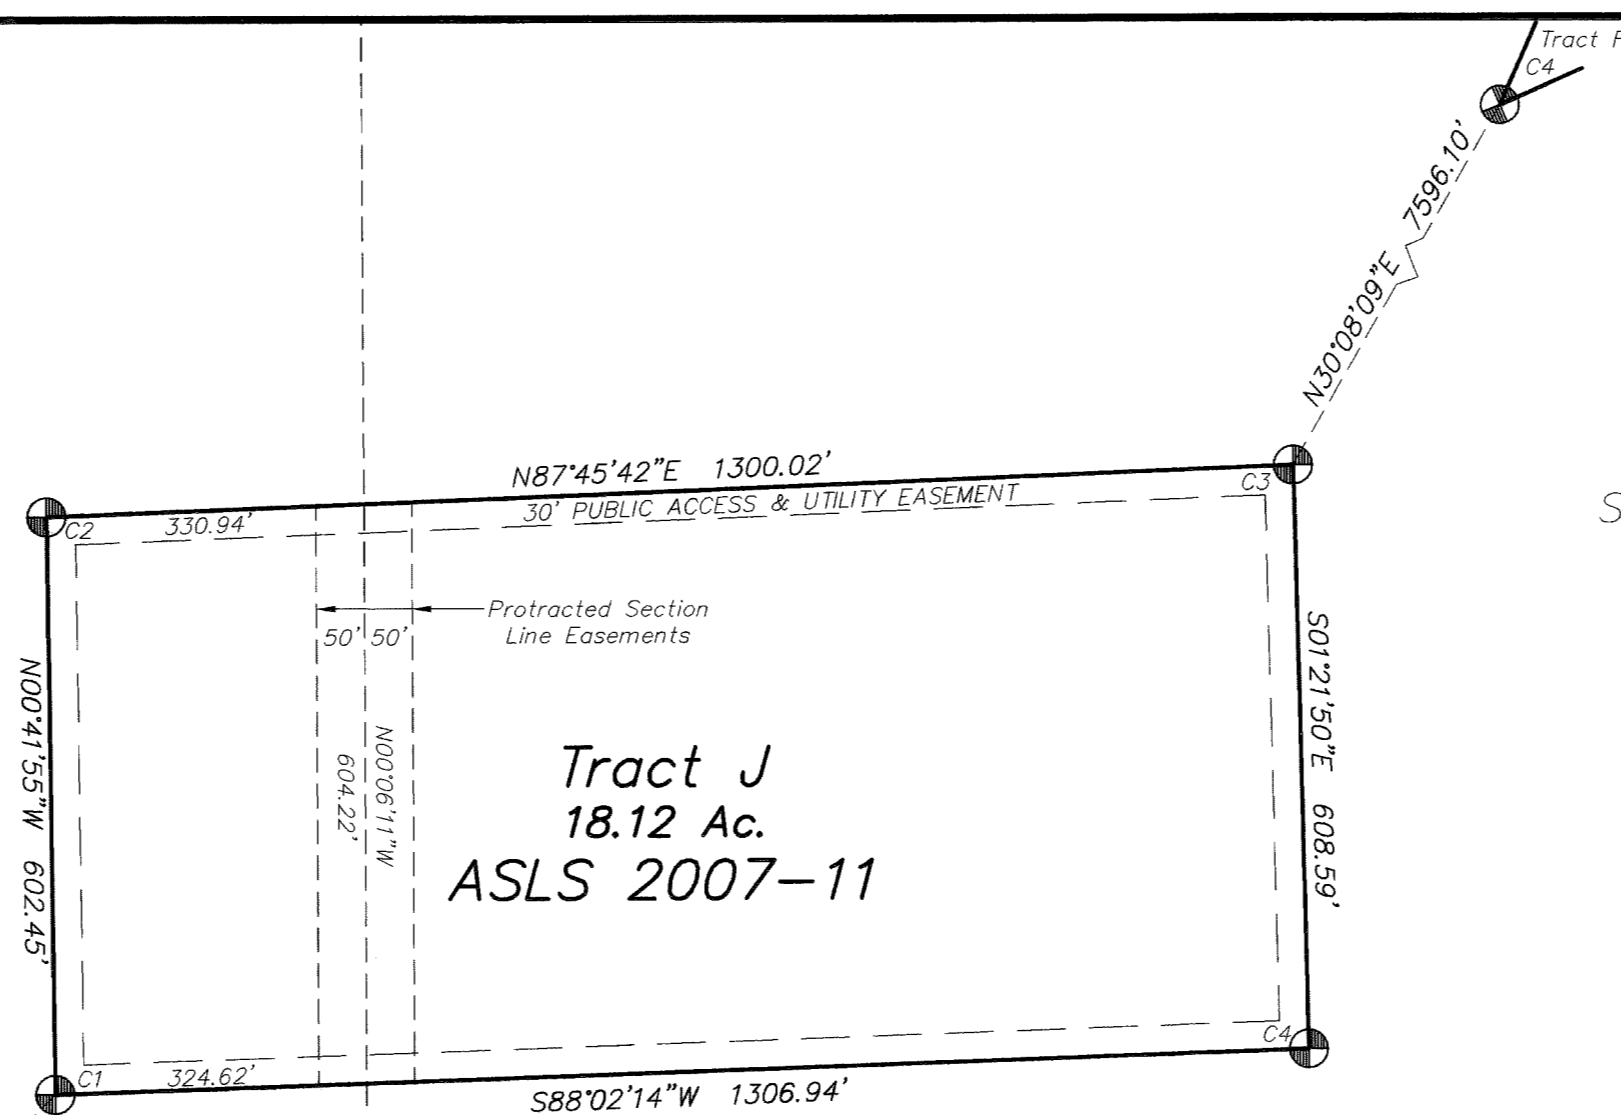 Tract F
C4
N30°08'09"E 7596.10'
N87°45'42"E 1300.02'
C3
C2
330.94'
30' PUBLIC ACCESS & UTILITY EASEMENT
S
Protracted Section
Line Easements
50' 50'
N00°41'55"W 602.45'
N00°06'11"W
604.22'
S01°21'50"E 608.59'
Tract J
18.12 Ac.
ASLS 2007-11
C4
C1
324.62'
S88°02'14"W 1306.94'